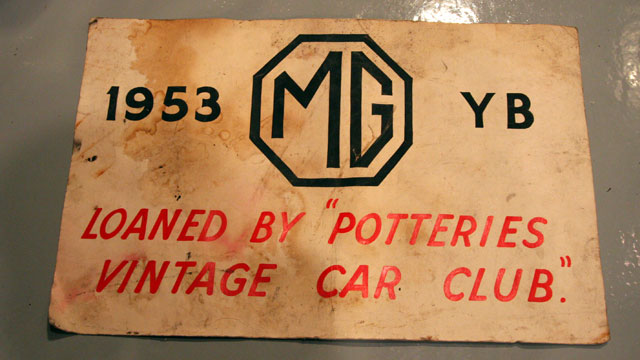 1953 MG YB
LOANED BY "POTTERIES
VINTAGE CAR CLUB."